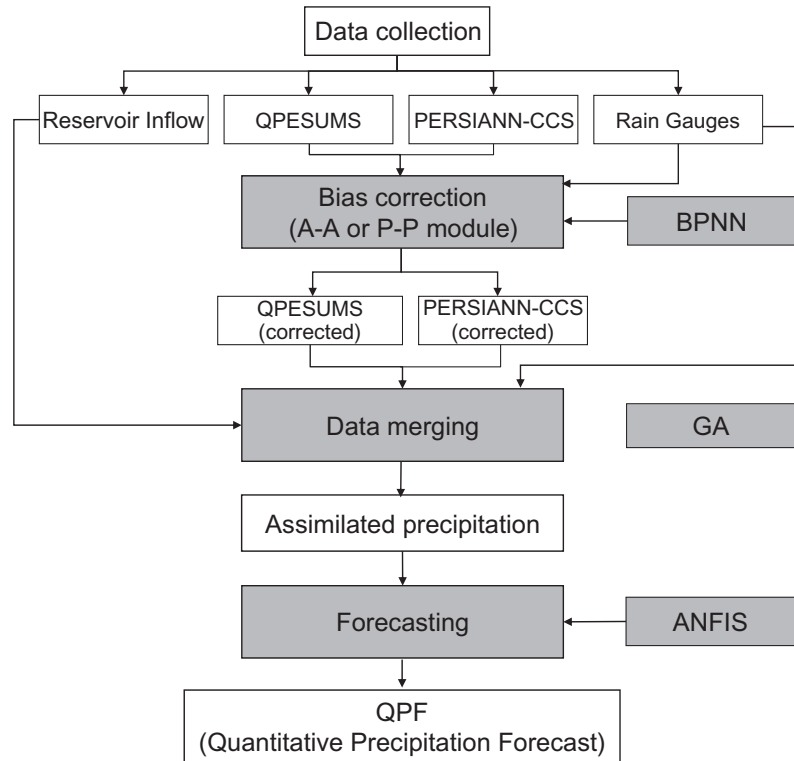 Data collection
Reservoir Inflow
QPESUMS
PERSIANN-CCS
Rain Gauges
Bias correction
(A-A or P-P module)
BPNN
QPESUMS
(corrected)
PERSIANN-CCS
(corrected)
Data merging
GA
Assimilated precipitation
Forecasting
ANFIS
QPF
(Quantitative Precipitation Forecast)